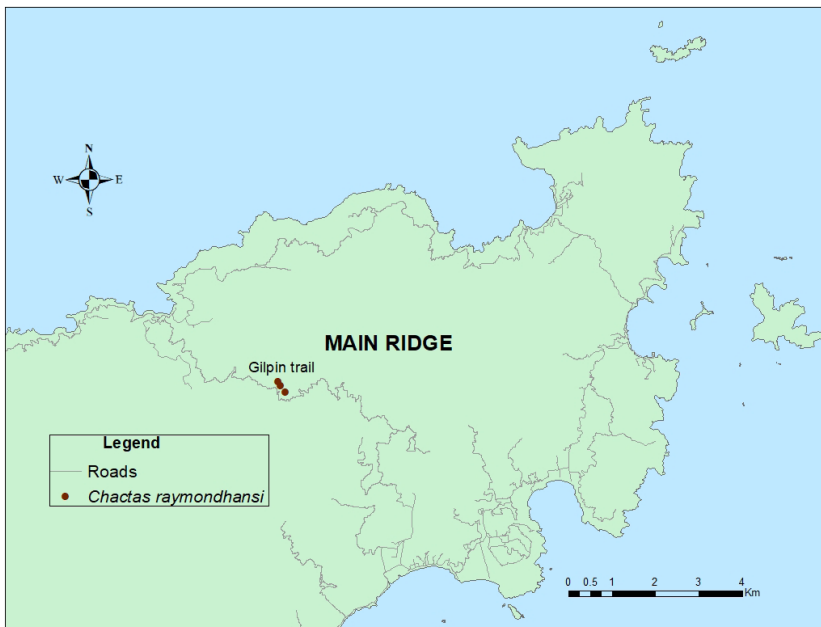 N
W E
S
MAIN RIDGE
Gilpin trail
Legend
Roads
Chactas raymondhansi
0 0.5 1 2 3 4
Km